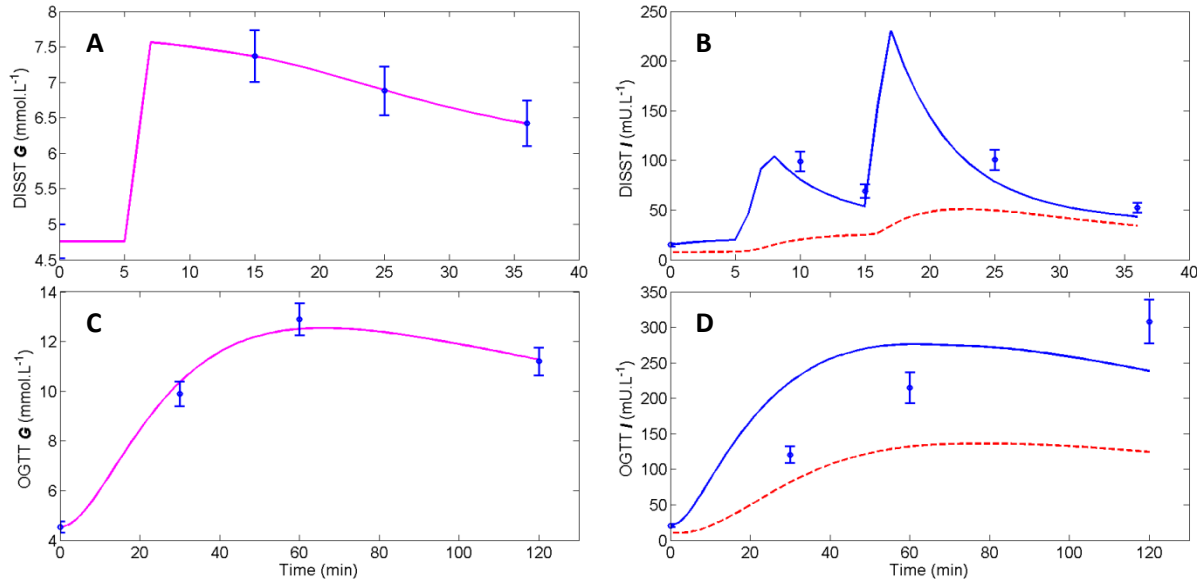 A
DISST G (mmol.L-1)
8
7.5
7
6.5
6
5.5
5
4.5
0 5 10 15 20 25 30 35 40
B
DISST I (mU.L-1)
250
200
150
100
50
0
0 5 10 15 20 25 30 35 40
C
OGTT G (mmol.L-1)
14
12
10
8
6
4
0 20 40 60 80 100 120
Time (min)
D
OGTT I (mU.L-1)
350
300
250
200
150
100
50
0
0 20 40 60 80 100 120
Time (min)